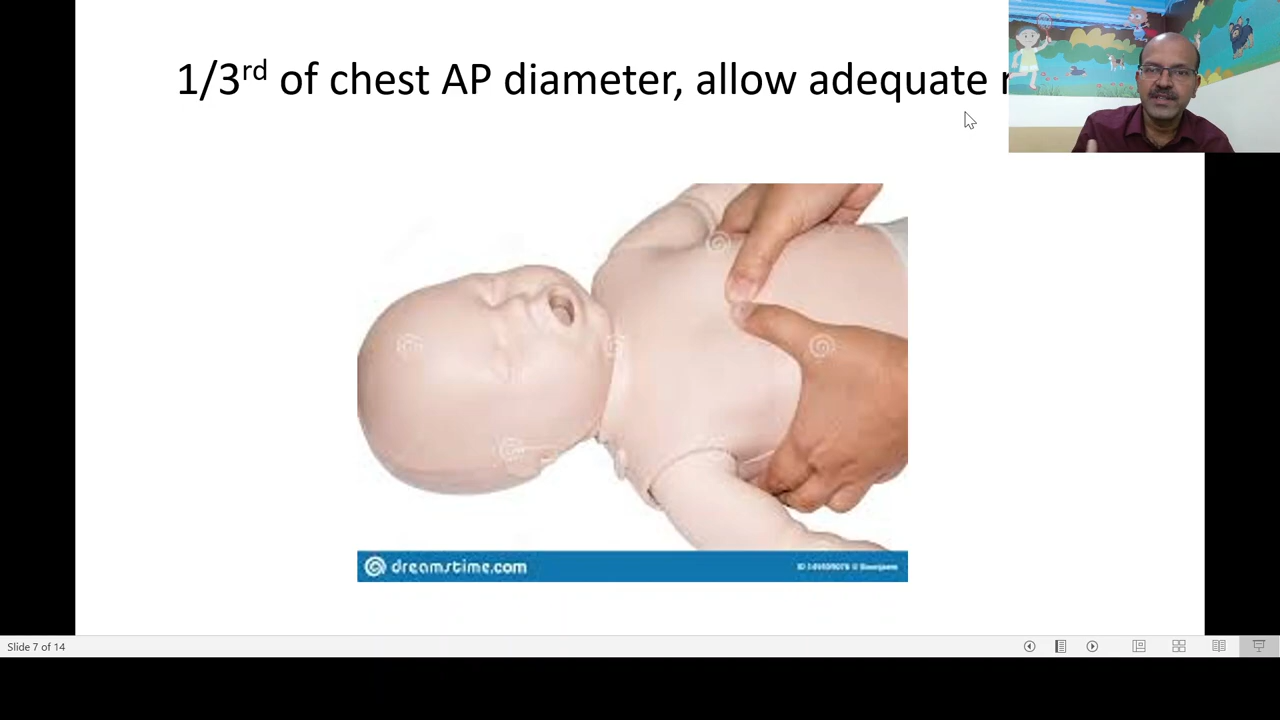 1/3rd of chest AP diameter, allow adequate
dreamstime.com
Slide 7 of 14